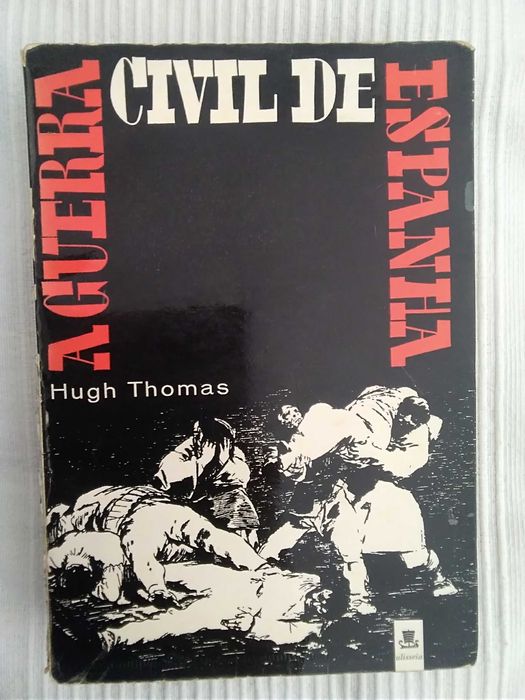 A GUERRA
CIVIL DE
ESPANHA
Hugh Thomas
ulisseia